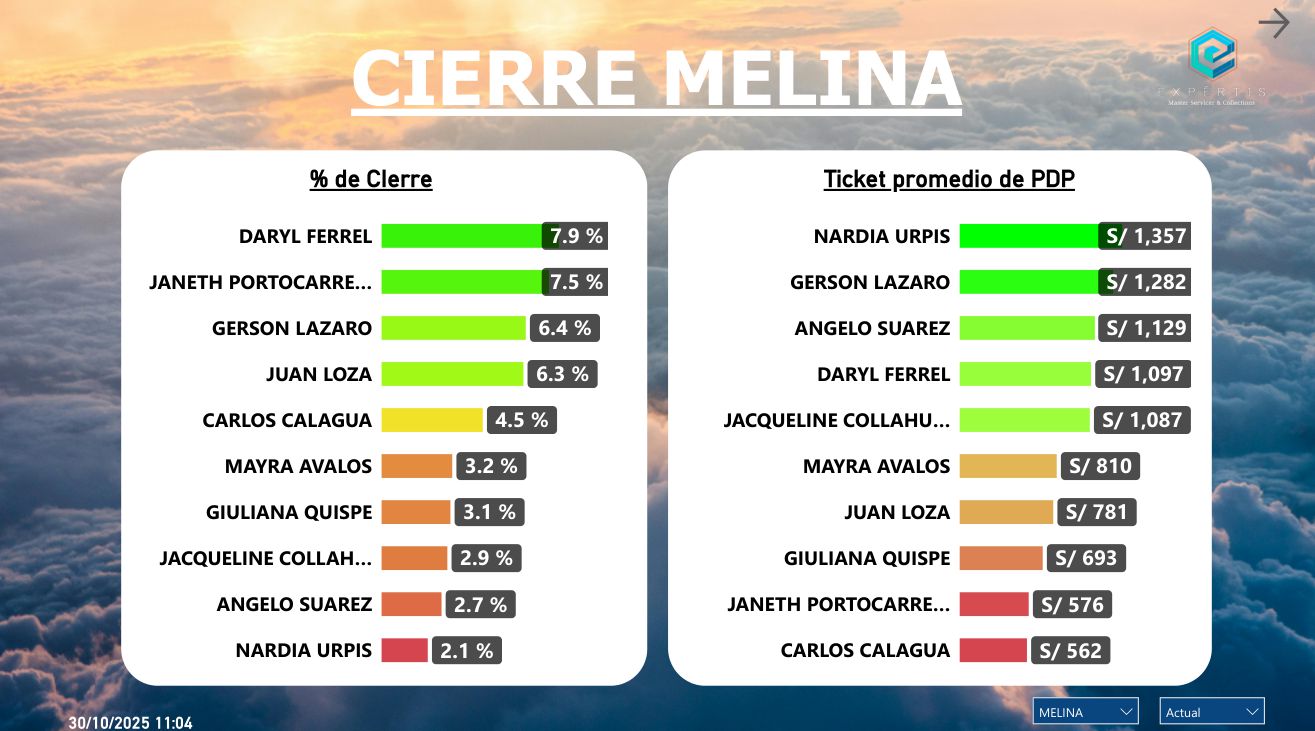 CIERRE MELINA
EXPERTIS
Master Servicer & Collections
% de CIerre
DARYL FERREL 7.9 %
JANETH PORTOCARRE... 7.5 %
GERSON LAZARO 6.4 %
JUAN LOZA 6.3 %
CARLOS CALAGUA 4.5 %
MAYRA AVALOS 3.2 %
GIULIANA QUISPE 3.1 %
JACQUELINE COLLAH... 2.9 %
ANGELO SUAREZ 2.7 %
NARDIA URPIS 2.1 %
Ticket promedio de PDP
NARDIA URPIS S/ 1,357
GERSON LAZARO S/ 1,282
ANGELO SUAREZ S/ 1,129
DARYL FERREL S/ 1,097
JACQUELINE COLLAHU... S/ 1,087
MAYRA AVALOS S/ 810
JUAN LOZA S/ 781
GIULIANA QUISPE S/ 693
JANETH PORTOCARRE... S/ 576
CARLOS CALAGUA S/ 562
30/10/2025 11:04
MELINA
Actual